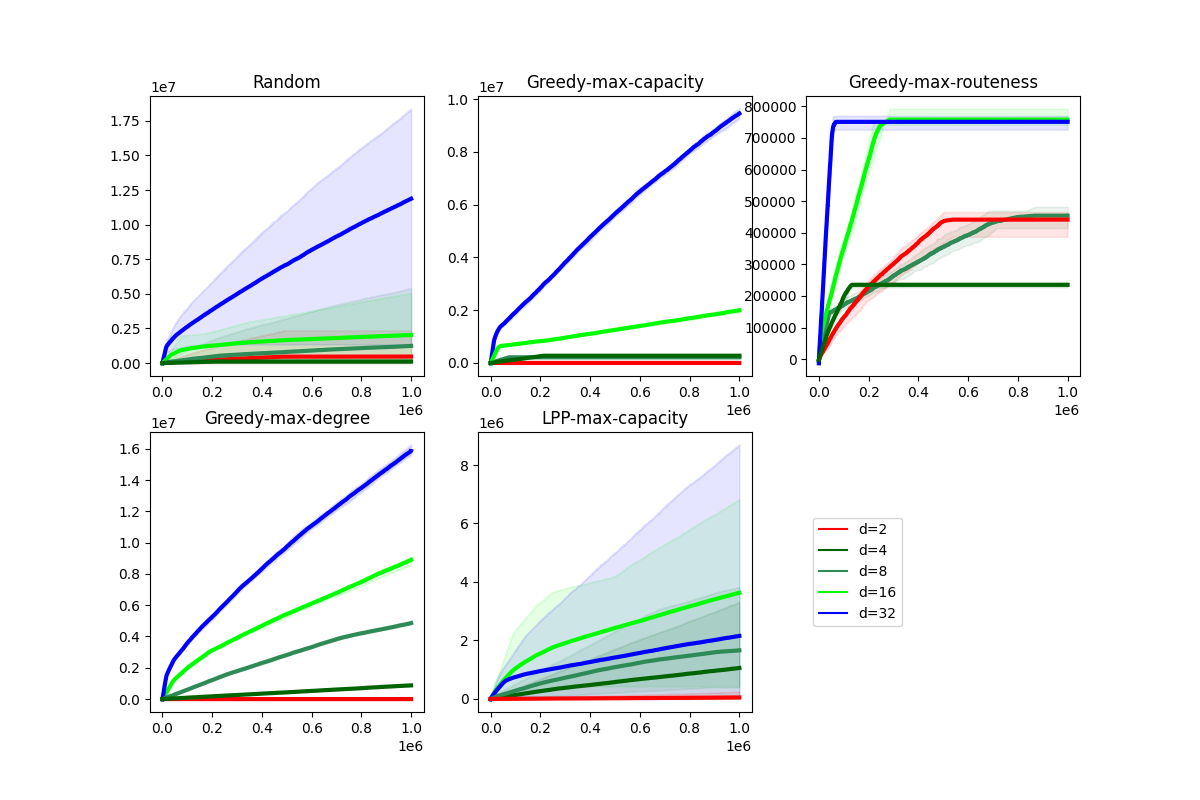 Random
1e7
1.75
1.50
1.25
1.00
0.75
0.50
0.25
0.00
0.0 0.2 0.4 0.6 0.8 1.0
1e6
Greedy-max-capacity
1e7
1.0
0.8
0.6
0.4
0.2
0.0
0.0 0.2 0.4 0.6 0.8 1.0
1e6
Greedy-max-routeness
800000
700000
600000
500000
400000
300000
200000
100000
0
0.0 0.2 0.4 0.6 0.8 1.0
1e6
Greedy-max-degree
1e7
1.6
1.4
1.2
1.0
0.8
0.6
0.4
0.2
0.0
0.0 0.2 0.4 0.6 0.8 1.0
1e6
LPP-max-capacity
1e6
8
6
4
2
0
0.0 0.2 0.4 0.6 0.8 1.0
1e6
d=2
d=4
d=8
d=16
d=32